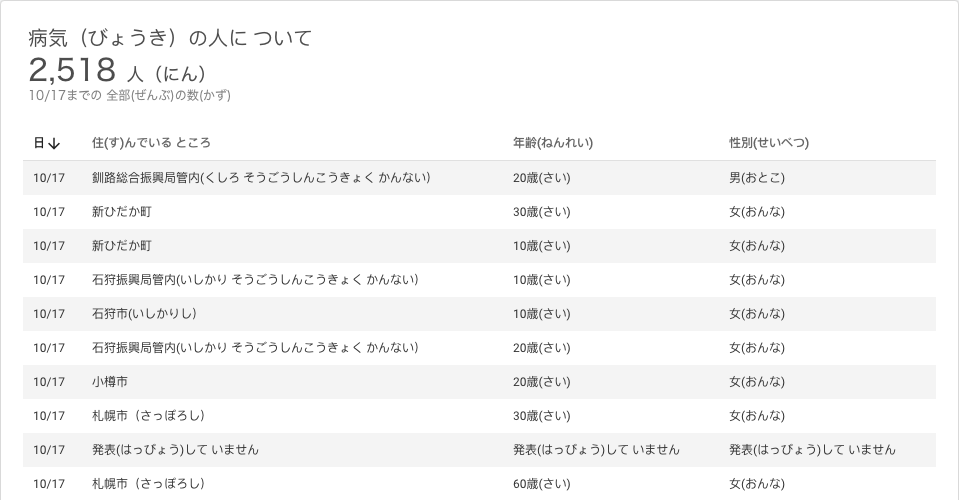 病気（びょうき）の人に ついて
2,518 人（にん）
10/17までの 全部(ぜんぶ)の数(かず)
日↓ 住(す)んでいる ところ 年齢(ねんれい) 性別(せいべつ)
10/17 釧路総合振興局管内(くしろ そうごうしんこうきょく かんない) 20歳(さい) 男(おとこ)
10/17 新ひだか町 30歳(さい) 女(おんな)
10/17 新ひだか町 10歳(さい) 女(おんな)
10/17 石狩振興局管内(いしかり そうごうしんこうきょく かんない) 10歳(さい) 女(おんな)
10/17 石狩市(いしかりし) 10歳(さい) 女(おんな)
10/17 石狩振興局管内(いしかり そうごうしんこうきょく かんない) 20歳(さい) 女(おんな)
10/17 小樽市 20歳(さい) 女(おんな)
10/17 札幌市（さっぽろし） 30歳(さい) 女(おんな)
10/17 発表(はっぴょう)して いません 発表(はっぴょう)して いません 発表(はっぴょう)して いません
10/17 札幌市（さっぽろし） 60歳(さい) 女(おんな)